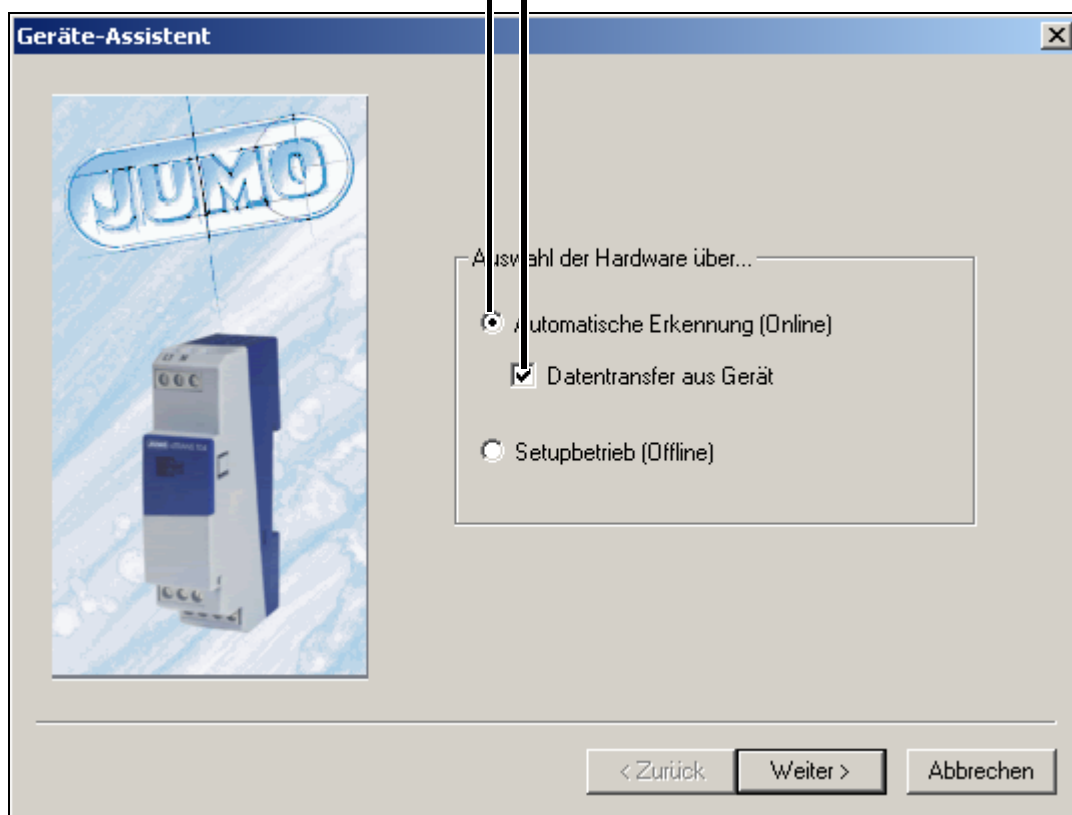 Geräte-Assistent
JUMO
Auswahl der Hardware über...
Automatische Erkennung (Online)
Datentransfer aus Gerät
Setupbetrieb (Offline)
< Zurück
Weiter >
Abbrechen